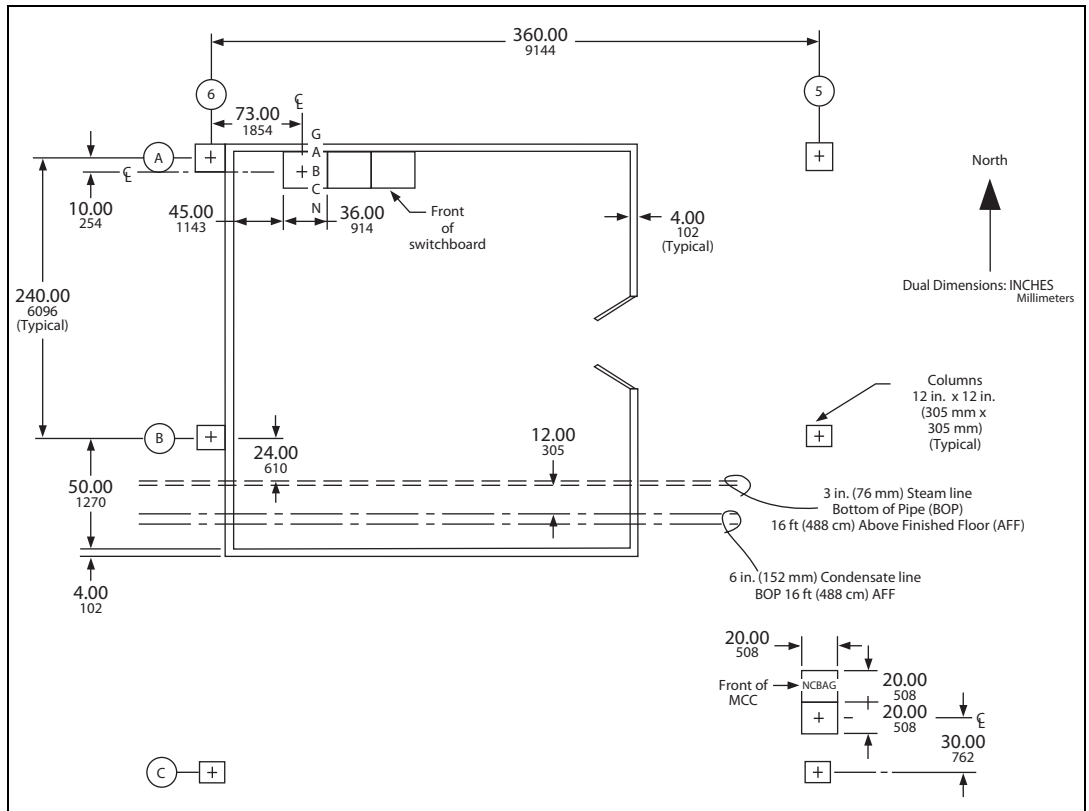 360.00
9144
6
5
73.00
1854
℄
G
A
B
C
N
A
℄
10.00
254
45.00
1143
36.00
914
Front
of
switchboard
4.00
102
(Typical)
North
Dual Dimensions: INCHES
Millimeters
240.00
6096
(Typical)
Columns
12 in. x 12 in.
(305 mm x
305 mm)
(Typical)
B
24.00
610
12.00
305
50.00
1270
3 in. (76 mm) Steam line
Bottom of Pipe (BOP)
16 ft (488 cm) Above Finished Floor (AFF)
6 in. (152 mm) Condensate line
BOP 16 ft (488 cm) AFF
4.00
102
20.00
508
Front of
MCC
NCBAG
20.00
508
20.00
508
℄
30.00
762
C